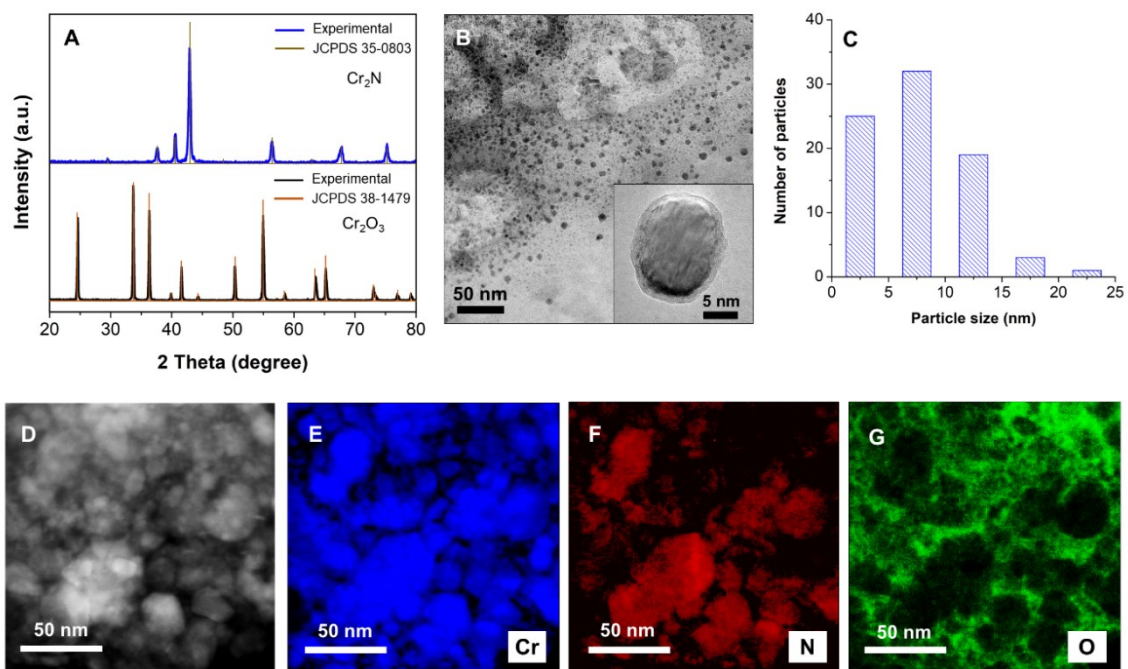 A
Experimental
JCPDS 35-0803
Cr₂N
Experimental
JCPDS 38-1479
Cr₂O₃
Intensity (a.u.)
20 30 40 50 60 70 80
2 Theta (degree)
B
50 nm
5 nm
C
Number of particles
40
30
20
10
0
0 5 10 15 20 25
Particle size (nm)
D
50 nm
E
50 nm
Cr
F
50 nm
N
G
50 nm
O